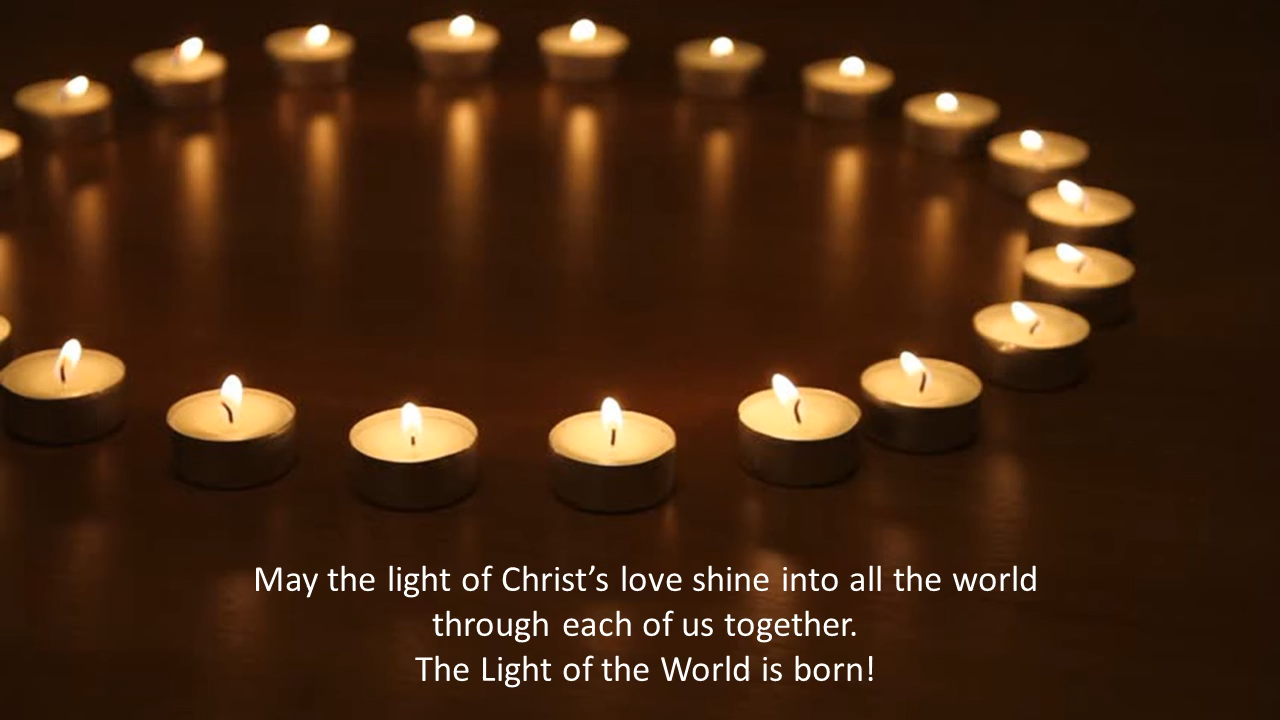 May the light of Christ’s love shine into all the world
through each of us together.
The Light of the World is born!